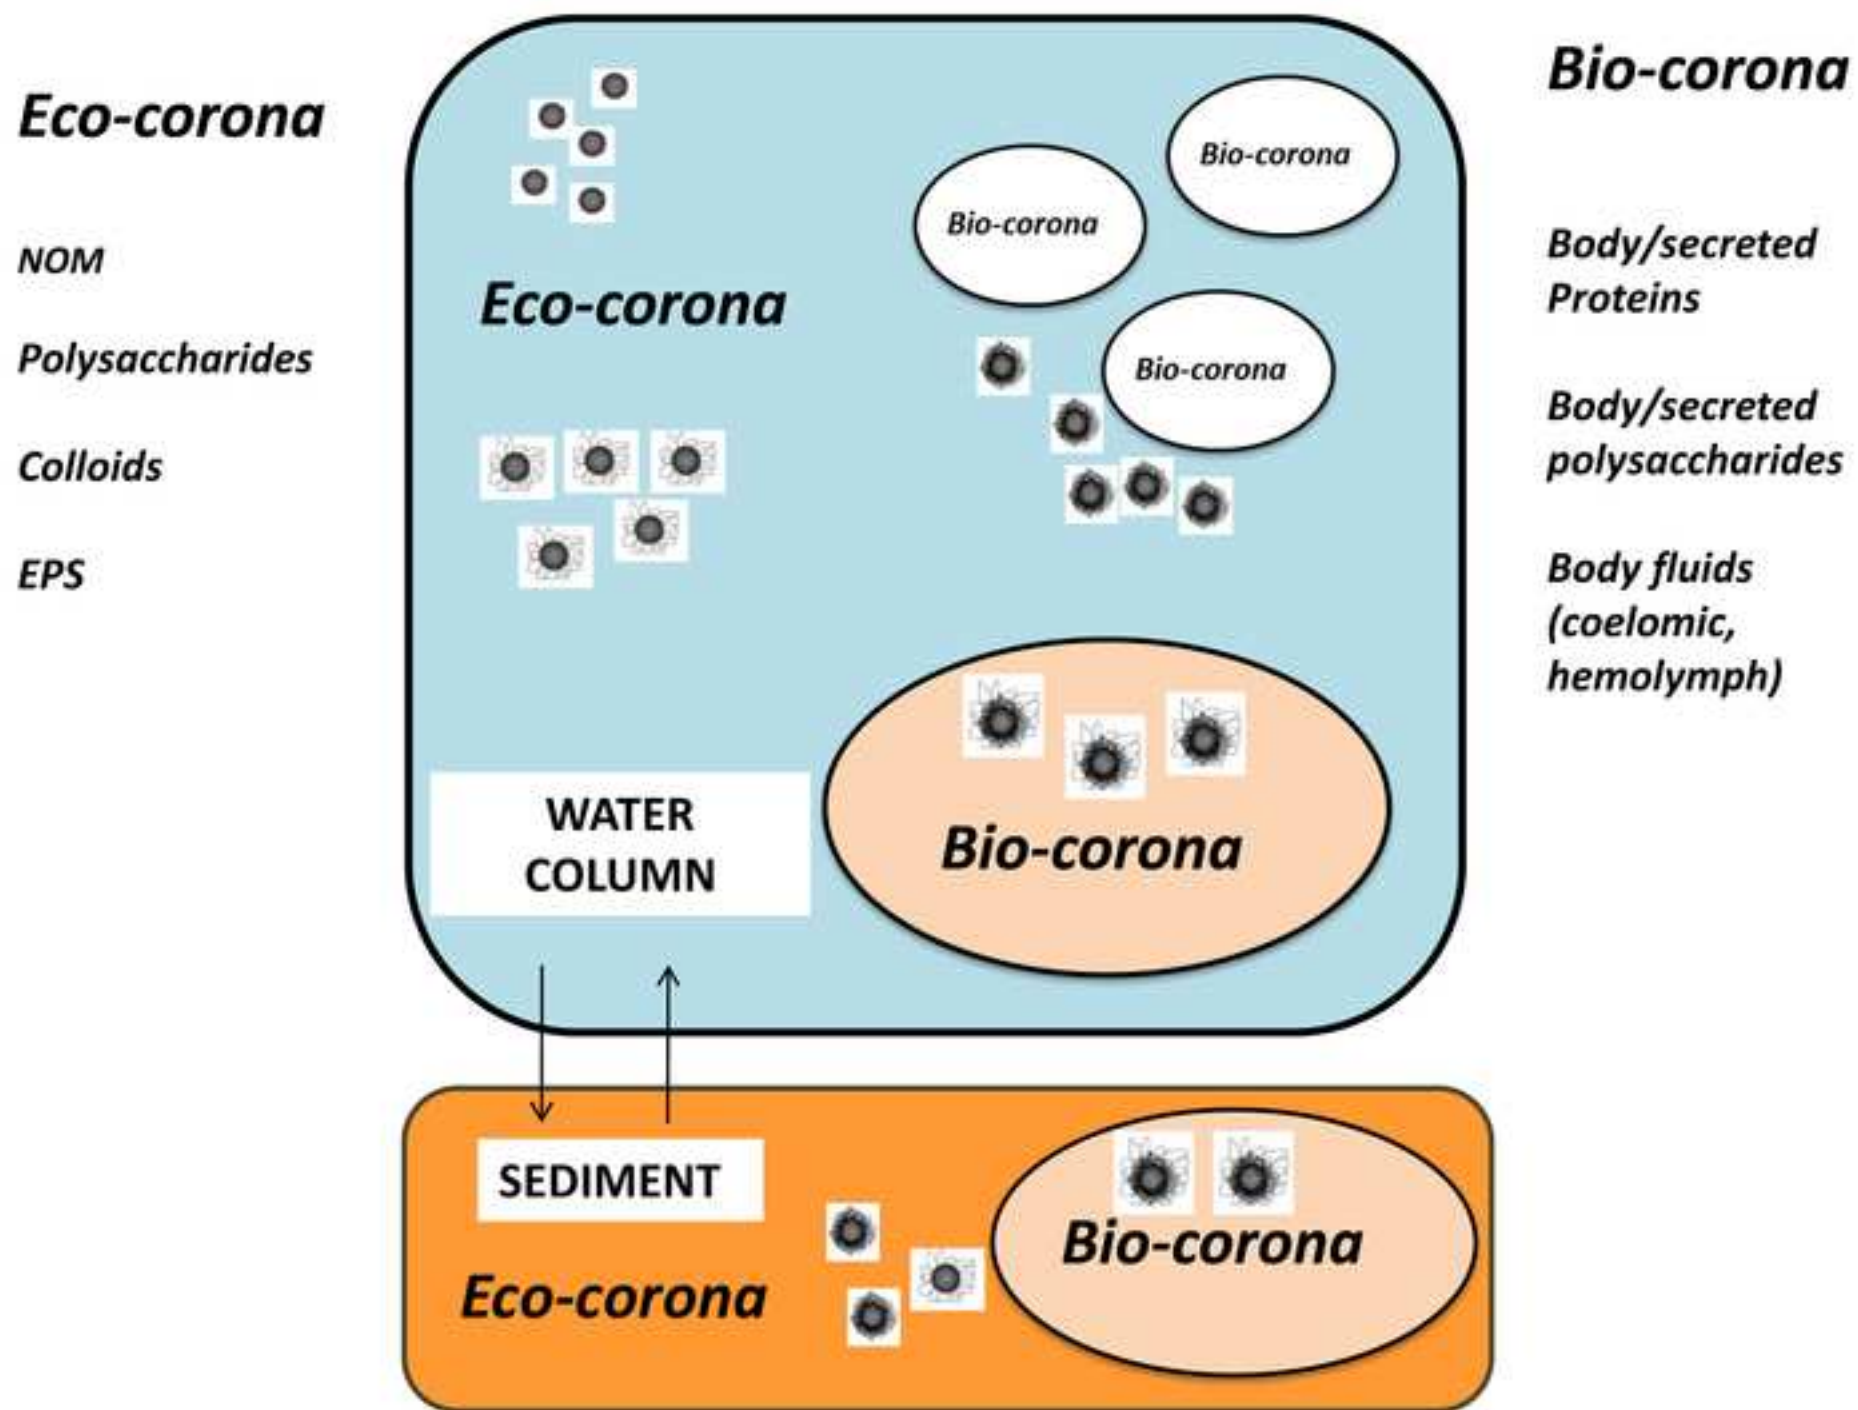 Eco-corona
NOM
Polysaccharides
Colloids
EPS
Eco-corona
Bio-corona
Bio-corona
Bio-corona
WATER
COLUMN
Bio-corona
SEDIMENT
Eco-corona
Bio-corona
Bio-corona
Body/secreted
Proteins
Body/secreted
polysaccharides
Body fluids
(coelomic,
hemolymph)